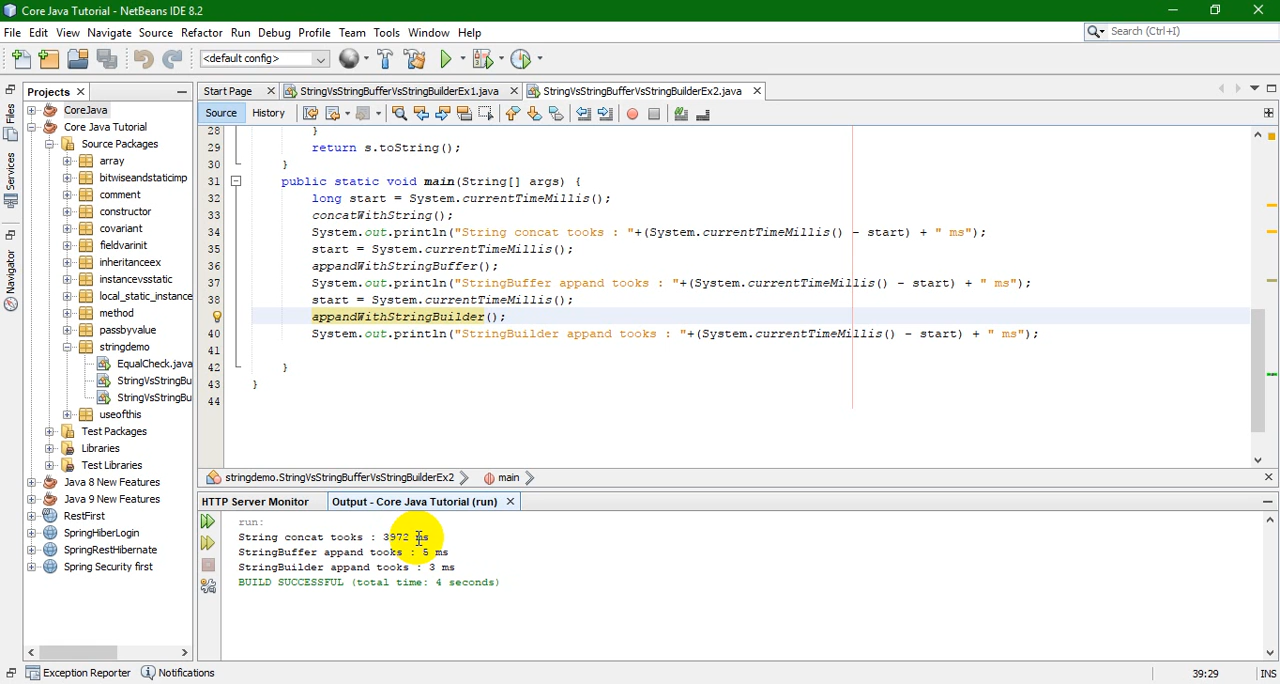 Core Java Tutorial - NetBeans IDE 8.2
File Edit View Navigate Source Refactor Run Debug Profile Team Tools Window Help
Search (Ctrl+I)
<default config>
Projects
Start Page
StringVsStringBufferVsStringBuilderEx1.java
StringVsStringBufferVsStringBuilderEx2.java
Source History
Files
Services
Navigator
CoreJava
Core Java Tutorial
Source Packages
array
bitwiseandstaticimp
comment
constructor
covariant
fieldvarinit
inheritanceex
instancevsstatic
local_static_instance
method
passbyvalue
stringdemo
EqualCheck.java
StringVsStringBu
StringVsStringBu
useofthis
Test Packages
Libraries
Test Libraries
Java 8 New Features
Java 9 New Features
RestFirst
SpringHiberLogin
SpringRestHibernate
Spring Security first
28 }
29 return s.toString();
30 }
31 public static void main(String[] args) {
32 long start = System.currentTimeMillis();
33 concatWithString();
34 System.out.println("String concat tooks : "+(System.currentTimeMillis() - start) + " ms");
35 start = System.currentTimeMillis();
36 appandWithStringBuffer();
37 System.out.println("StringBuffer appand tooks : "+(System.currentTimeMillis() - start) + " ms");
38 start = System.currentTimeMillis();
appandWithStringBuilder();
40 System.out.println("StringBuilder appand tooks : "+(System.currentTimeMillis() - start) + " ms");
41
42 }
43 }
44
stringdemo.StringVsStringBufferVsStringBuilderEx2 main
HTTP Server Monitor
Output - Core Java Tutorial (run)
run:
String concat tooks : 3972 ms
StringBuffer appand tooks : 5 ms
StringBuilder appand tooks : 3 ms
BUILD SUCCESSFUL (total time: 4 seconds)
Exception Reporter Notifications
39:29 INS